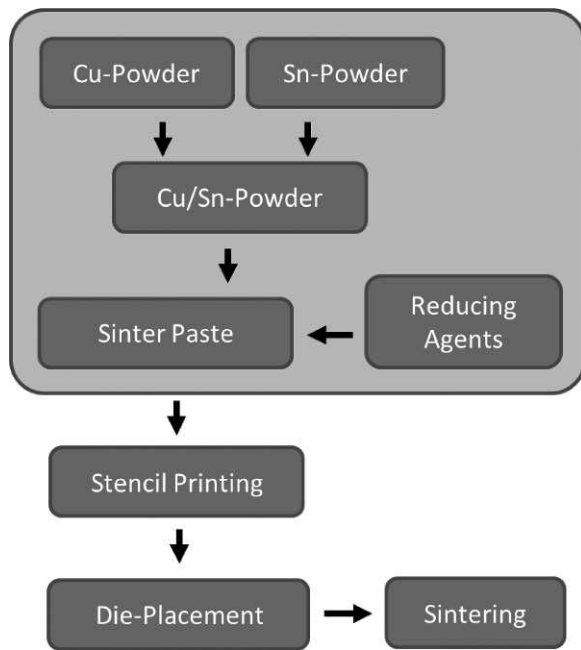 Cu-Powder
Sn-Powder
Cu/Sn-Powder
Sinter Paste
Reducing
Agents
Stencil Printing
Die-Placement
Sintering